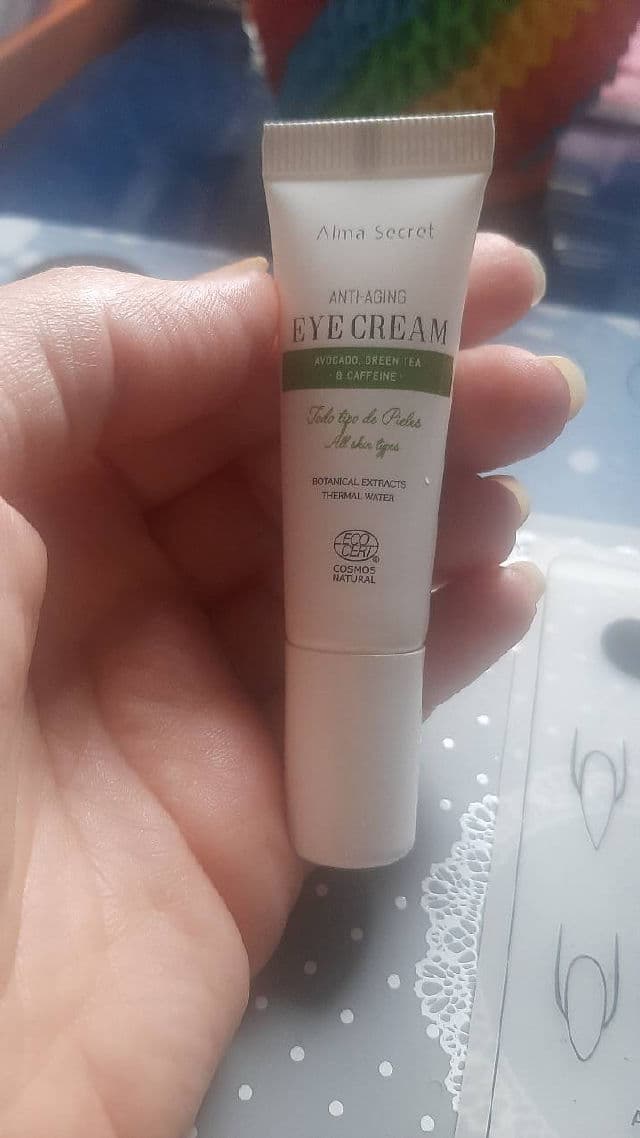 Alma Secret
ANTI-AGING
EYE CREAM
AVOCADO, GREEN TEA
& CAFFEINE
Todo tipo de Pieles
All skin types
BOTANICAL EXTRACTS
THERMAL WATER
ECO
CERT®
COSMOS
NATURAL
A